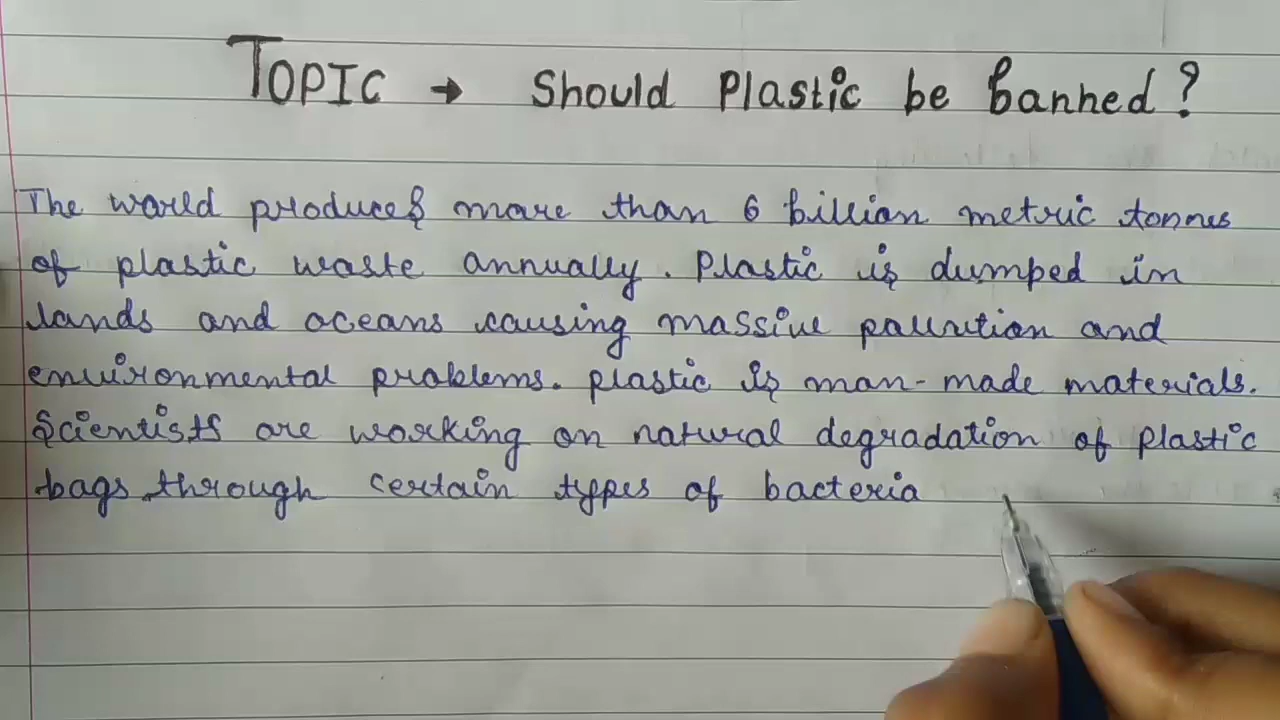 TOPIC → Should Plastic be banned?
The world produces more than 6 billion metric tonnes
of plastic waste annually. Plastic is dumped in
lands and oceans causing massive pollution and
environmental problems. plastic is man-made materials.
Scientists are working on natural degradation of plastic
bags through certain types of bacteria